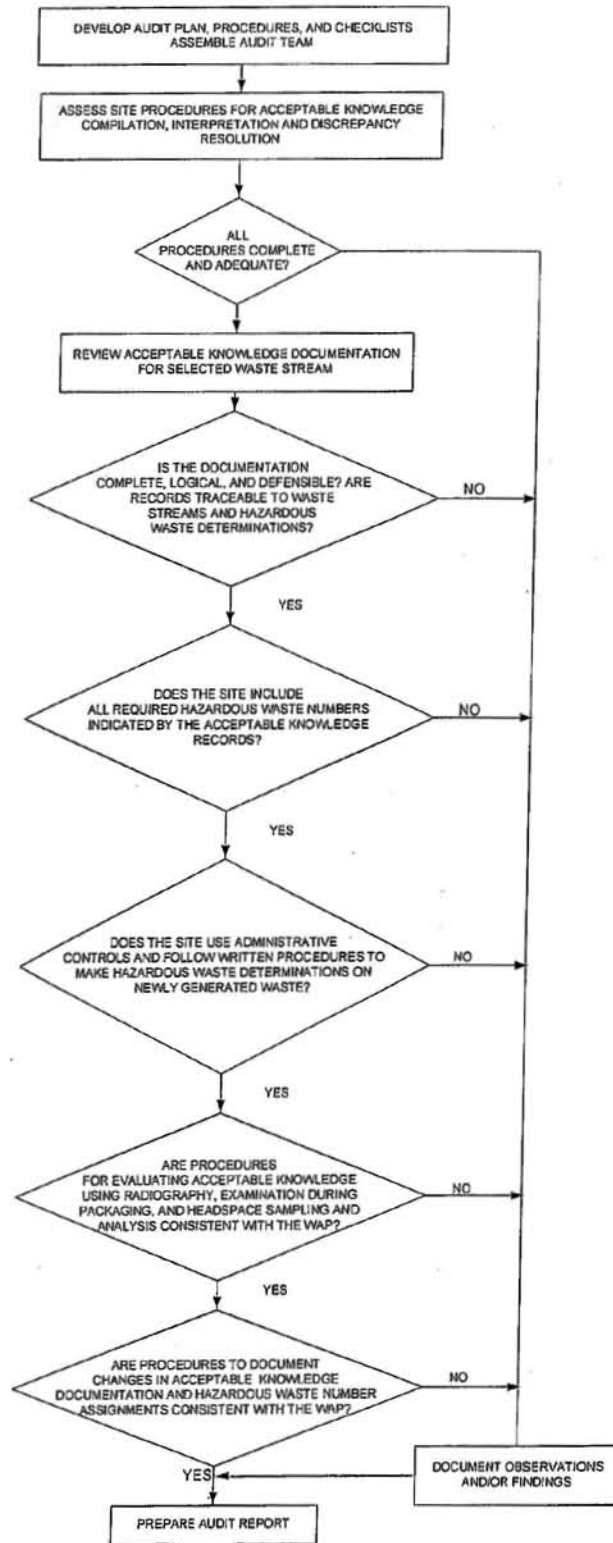 DEVELOP AUDIT PLAN, PROCEDURES, AND CHECKLISTS
ASSEMBLE AUDIT TEAM
ASSESS SITE PROCEDURES FOR ACCEPTABLE KNOWLEDGE
COMPILATION, INTERPRETATION AND DISCREPANCY
RESOLUTION
ALL
PROCEDURES COMPLETE
AND ADEQUATE?
REVIEW ACCEPTABLE KNOWLEDGE DOCUMENTATION
FOR SELECTED WASTE STREAM
IS THE DOCUMENTATION
COMPLETE, LOGICAL, AND DEFENSIBLE? ARE
RECORDS TRACEABLE TO WASTE
STREAMS AND HAZARDOUS
WASTE DETERMINATIONS?
NO
YES
DOES THE SITE INCLUDE
ALL REQUIRED HAZARDOUS WASTE NUMBERS
INDICATED BY THE ACCEPTABLE KNOWLEDGE
RECORDS?
NO
YES
DOES THE SITE USE ADMINISTRATIVE
CONTROLS AND FOLLOW WRITTEN PROCEDURES TO
MAKE HAZARDOUS WASTE DETERMINATIONS ON
NEWLY GENERATED WASTE?
NO
YES
ARE PROCEDURES
FOR EVALUATING ACCEPTABLE KNOWLEDGE
USING RADIOGRAPHY, EXAMINATION DURING
PACKAGING, AND HEADSPACE SAMPLING AND
ANALYSIS CONSISTENT WITH THE WAP?
NO
YES
ARE PROCEDURES TO DOCUMENT
CHANGES IN ACCEPTABLE KNOWLEDGE
DOCUMENTATION AND HAZARDOUS WASTE NUMBER
ASSIGNMENTS CONSISTENT WITH THE WAP?
NO
YES
DOCUMENT OBSERVATIONS
AND/OR FINDINGS
PREPARE AUDIT REPORT